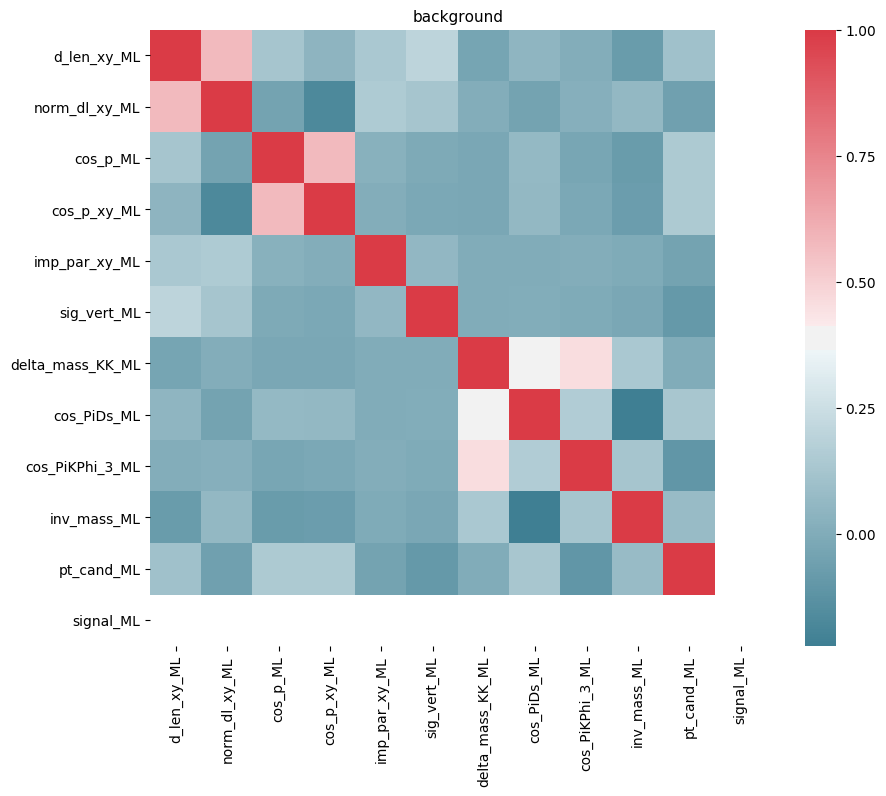 background
d_len_xy_ML
norm_dl_xy_ML
cos_p_ML
cos_p_xy_ML
imp_par_xy_ML
sig_vert_ML
delta_mass_KK_ML
cos_PiDs_ML
cos_PiKPhi_3_ML
inv_mass_ML
pt_cand_ML
signal_ML
d_len_xy_ML
norm_dl_xy_ML
cos_p_ML
cos_p_xy_ML
imp_par_xy_ML
sig_vert_ML
delta_mass_KK_ML
cos_PiDs_ML
cos_PiKPhi_3_ML
inv_mass_ML
pt_cand_ML
signal_ML
1.00
0.75
0.50
0.25
0.00